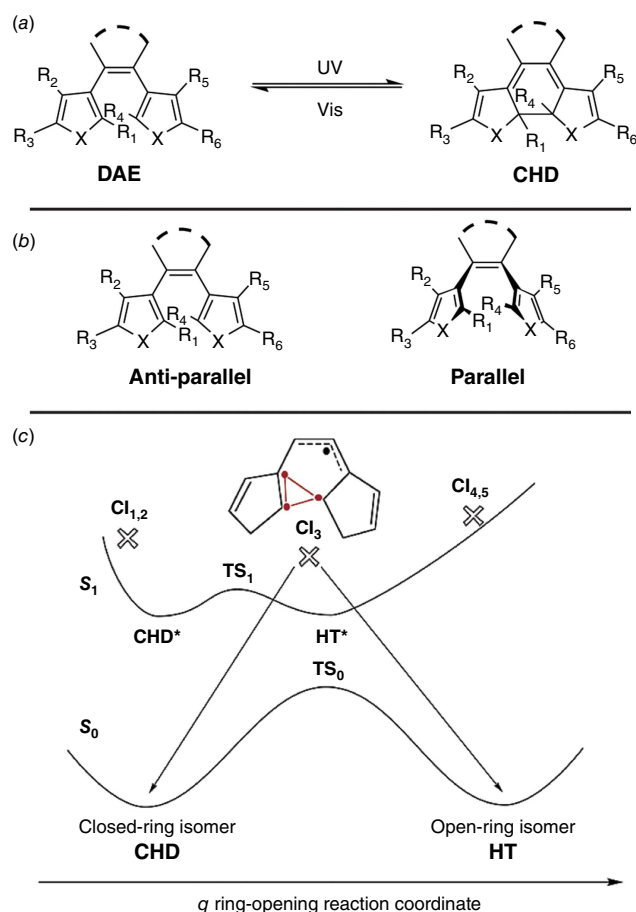 (a)
R2
R5
R3
X
R4
R1
X
R6
DAE
UV
Vis
R2
R5
R4
R3
X
R1
X
R6
CHD
(b)
R2
R5
R3
X
R4
R1
X
R6
Anti-parallel
R2
R5
R4
R3
X
R1
X
R6
Parallel
(c)
CI1,2
CI3
CI4,5
S1
TS1
CHD*
HT*
TS0
S0
Closed-ring isomer
CHD
Open-ring isomer
HT
q ring-opening reaction coordinate